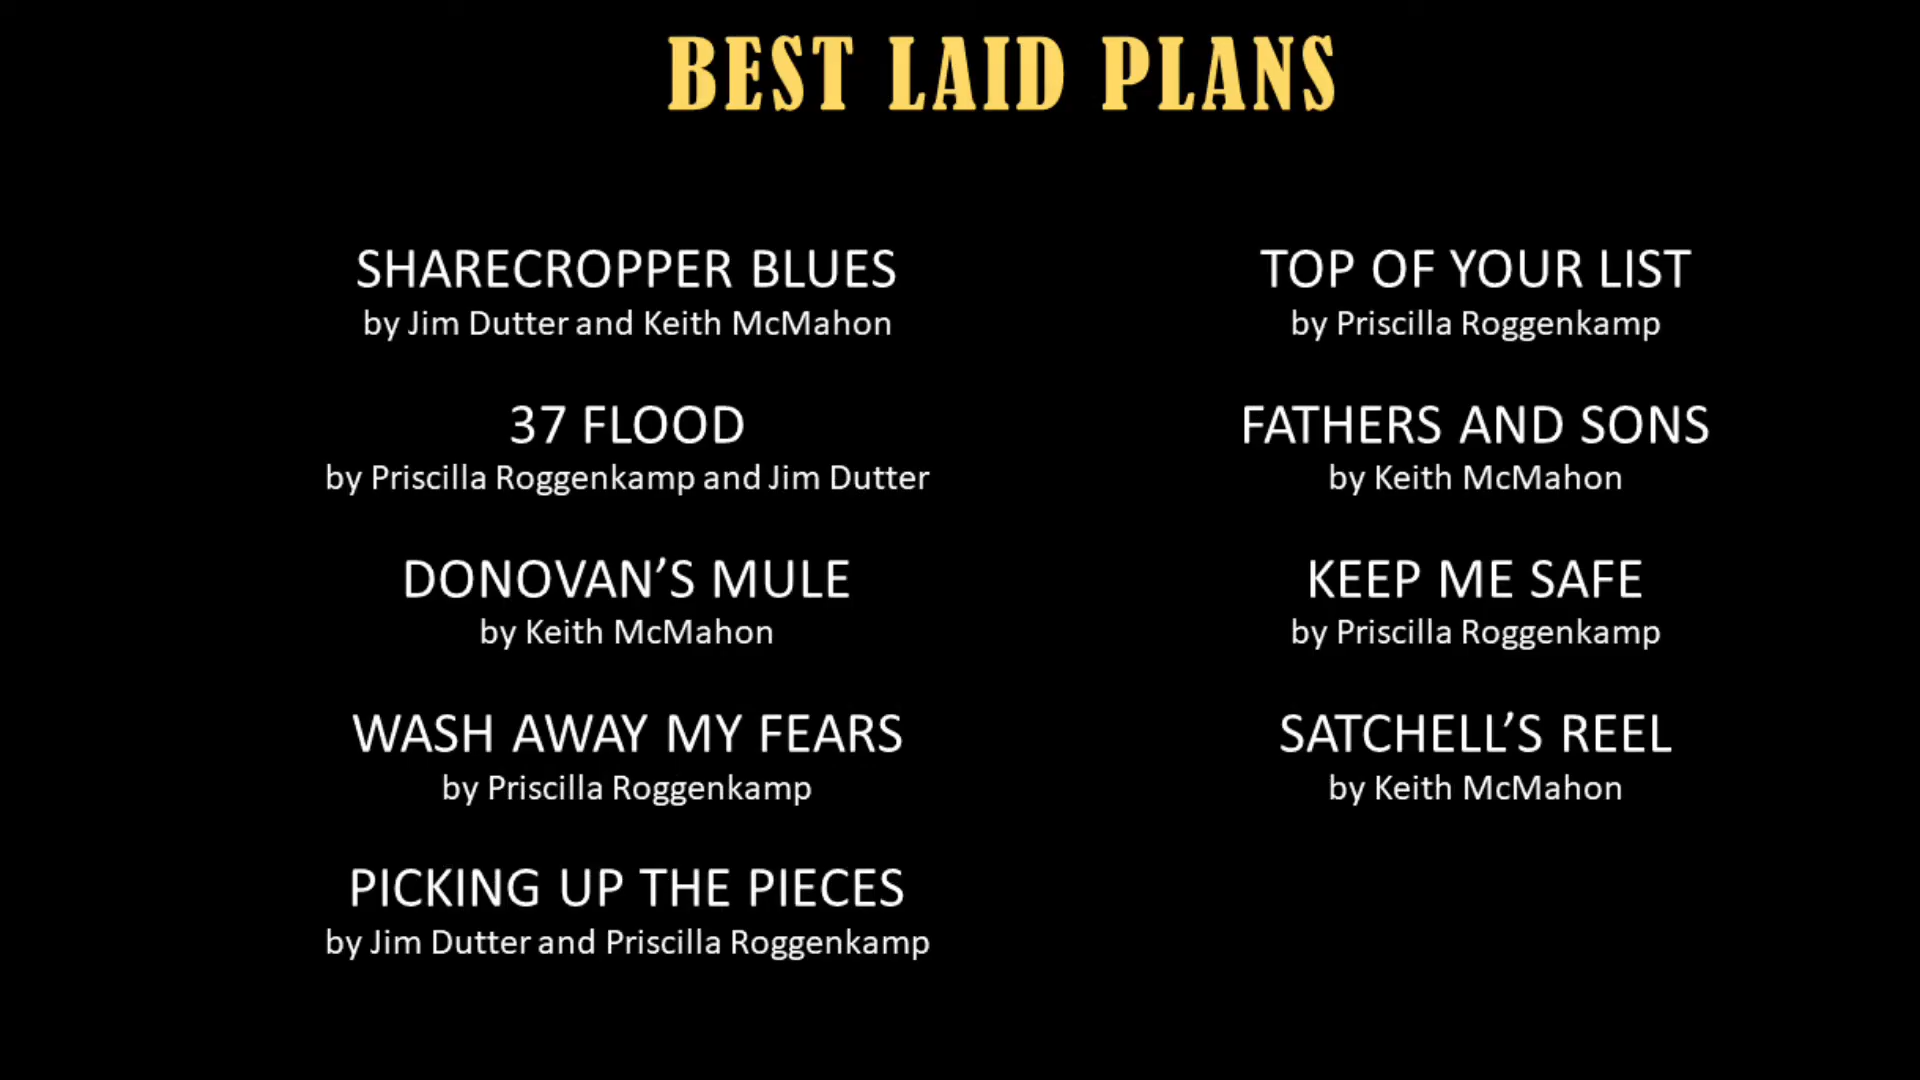 BEST LAID PLANS
SHARECROPPER BLUES
by Jim Dutter and Keith McMahon
37 FLOOD
by Priscilla Roggenkamp and Jim Dutter
DONOVAN’S MULE
by Keith McMahon
WASH AWAY MY FEARS
by Priscilla Roggenkamp
PICKING UP THE PIECES
by Jim Dutter and Priscilla Roggenkamp
TOP OF YOUR LIST
by Priscilla Roggenkamp
FATHERS AND SONS
by Keith McMahon
KEEP ME SAFE
by Priscilla Roggenkamp
SATCHELL’S REEL
by Keith McMahon